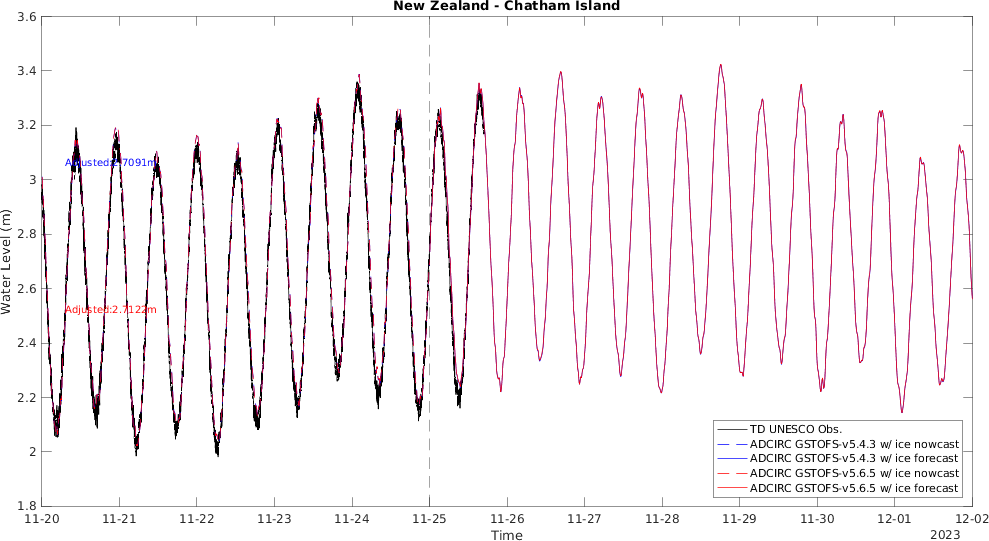 New Zealand - Chatham Island
3.6
3.4
3.2
3
2.8
2.6
2.4
2.2
2
1.8
Water Level (m)
Adjusted:2.7091m
Adjusted:2.7122m
TD UNESCO Obs.
ADCIRC GSTOFS-v5.4.3 w/ ice nowcast
ADCIRC GSTOFS-v5.4.3 w/ ice forecast
ADCIRC GSTOFS-v5.6.5 w/ ice nowcast
ADCIRC GSTOFS-v5.6.5 w/ ice forecast
11-20 11-21 11-22 11-23 11-24 11-25 11-26 11-27 11-28 11-29 11-30 12-01 12-02
Time
2023